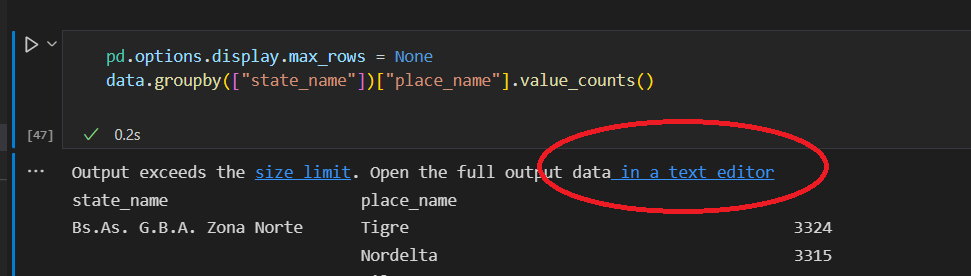 pd.options.display.max_rows = None
data.groupby(["state_name"])["place_name"].value_counts()
[47]
0.2s
Output exceeds the size limit. Open the full output data in a text editor
state_name place_name
Bs.As. G.B.A. Zona Norte Tigre 3324
Nordelta 3315